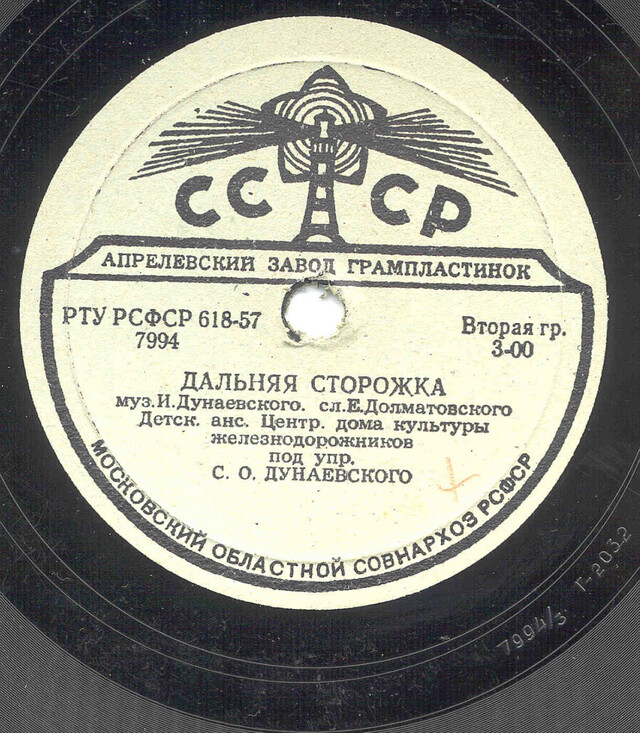 СССР
АПРЕЛЕВСКИЙ ЗАВОД ГРАМПЛАСТИНОК
РТУ РСФСР 618-57
7994
Вторая гр.
3-00
ДАЛЬНЯЯ СТОРОЖКА
муз.И.Дунаевского. сл.Е.Долматовского
Детск. анс. Центр. дома культуры
железнодорожников
под упр.
С. О. ДУНАЕВСКОГО
МОСКОВСКИЙ ОБЛАСТНОЙ СОВНАРХОЗ РСФСР
7994/3 Г-2032